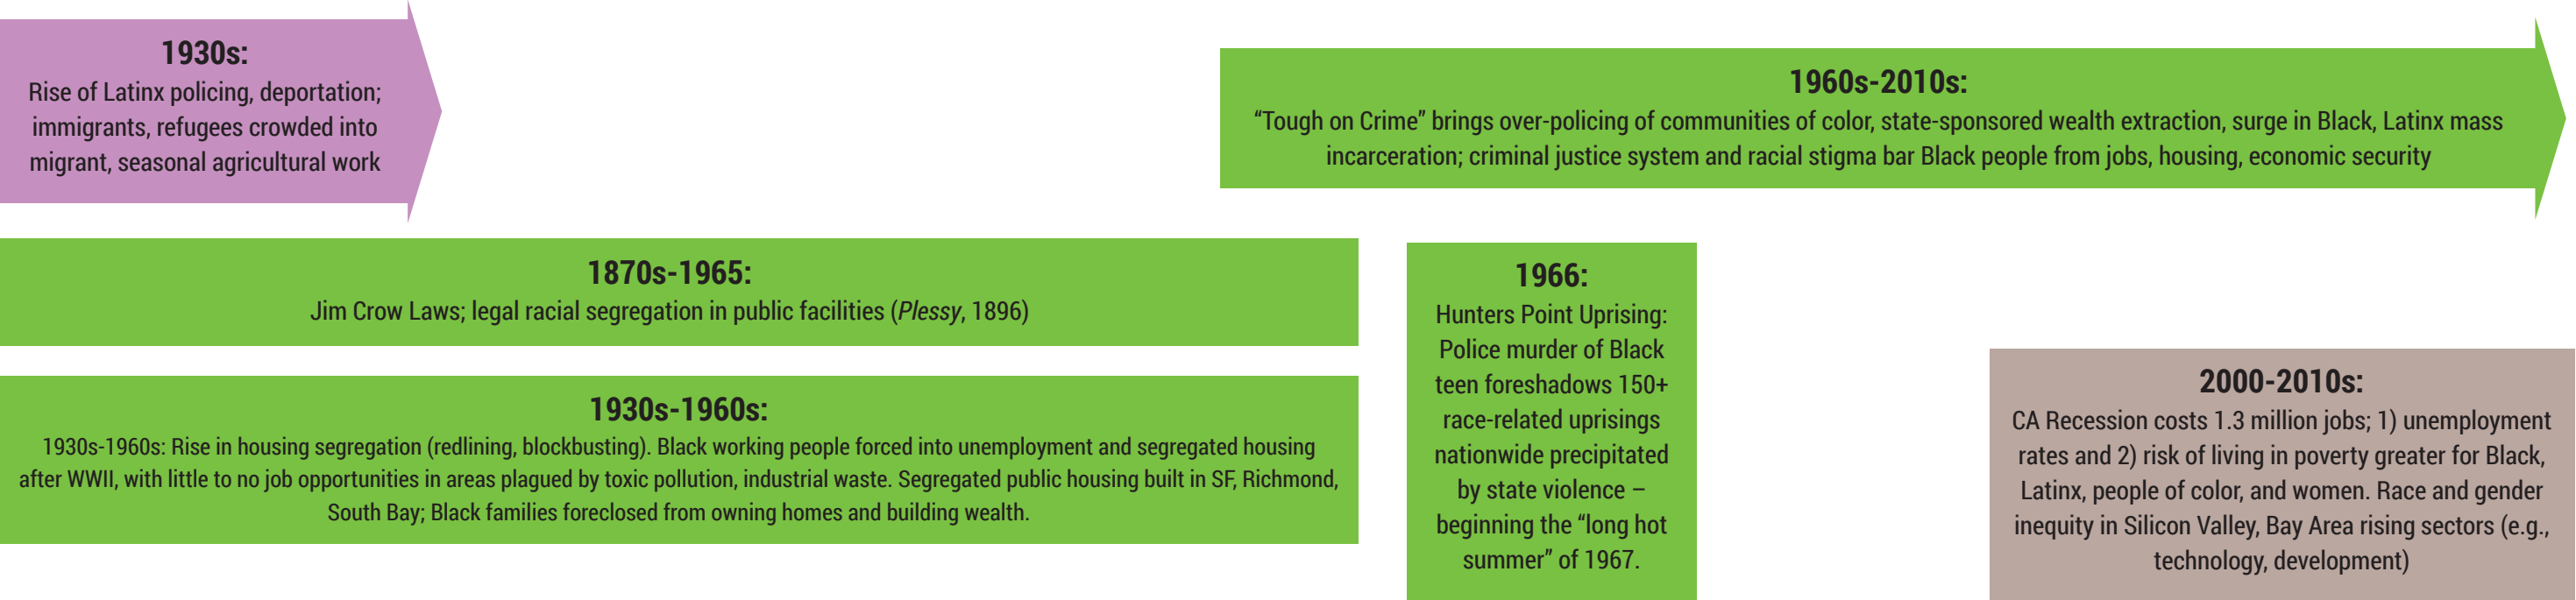 1930s:
Rise of Latinx policing, deportation;
immigrants, refugees crowded into
migrant, seasonal agricultural work
1960s-2010s:
“Tough on Crime” brings over-policing of communities of color, state-sponsored wealth extraction, surge in Black, Latinx mass
incarceration; criminal justice system and racial stigma bar Black people from jobs, housing, economic security
1870s-1965:
Jim Crow Laws; legal racial segregation in public facilities (Plessy, 1896)
1930s-1960s:
1930s-1960s: Rise in housing segregation (redlining, blockbusting). Black working people forced into unemployment and segregated housing
after WWII, with little to no job opportunities in areas plagued by toxic pollution, industrial waste. Segregated public housing built in SF, Richmond,
South Bay; Black families foreclosed from owning homes and building wealth.
1966:
Hunters Point Uprising:
Police murder of Black
teen foreshadows 150+
race-related uprisings
nationwide precipitated
by state violence –
beginning the “long hot
summer” of 1967.
2000-2010s:
CA Recession costs 1.3 million jobs; 1) unemployment
rates and 2) risk of living in poverty greater for Black,
Latinx, people of color, and women. Race and gender
inequity in Silicon Valley, Bay Area rising sectors (e.g.,
technology, development)